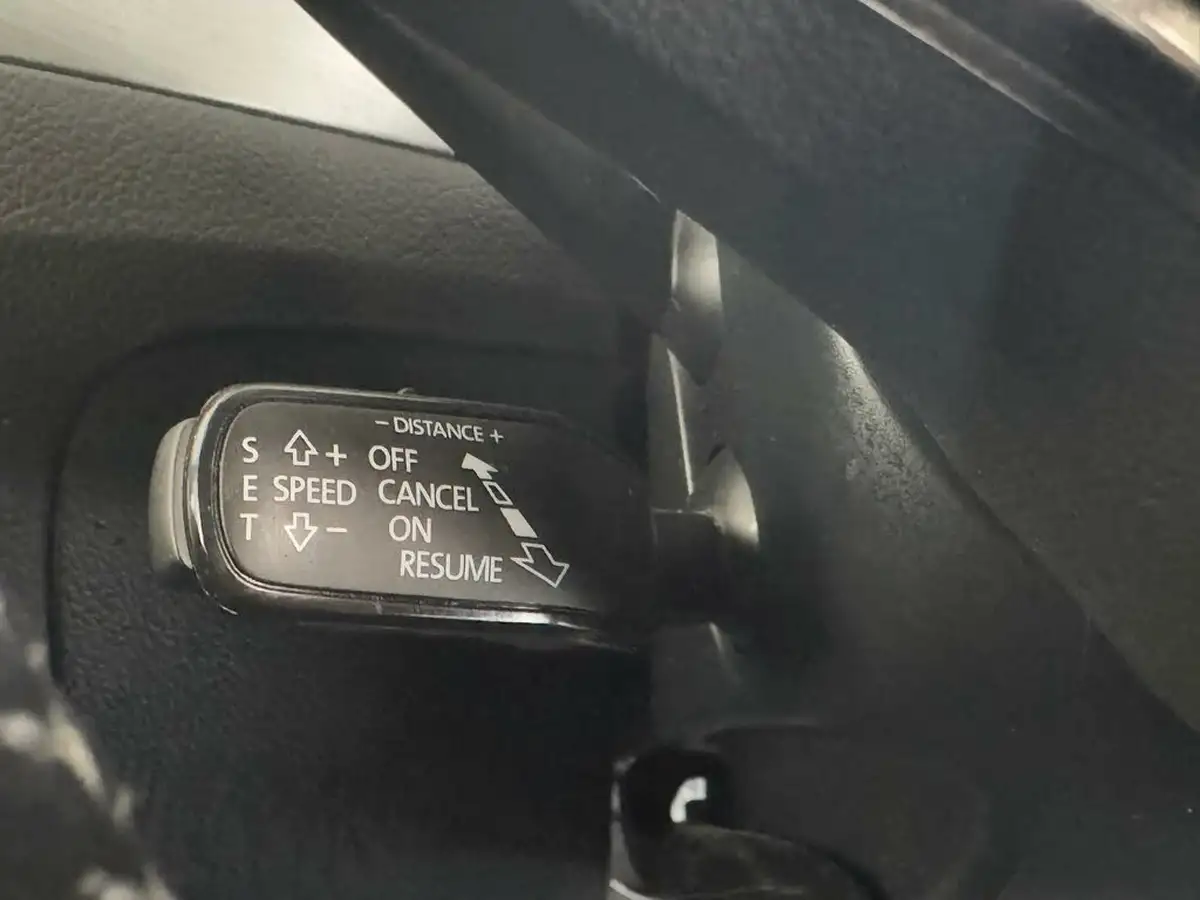 − DISTANCE +
S + OFF
E SPEED CANCEL
T − ON
RESUME